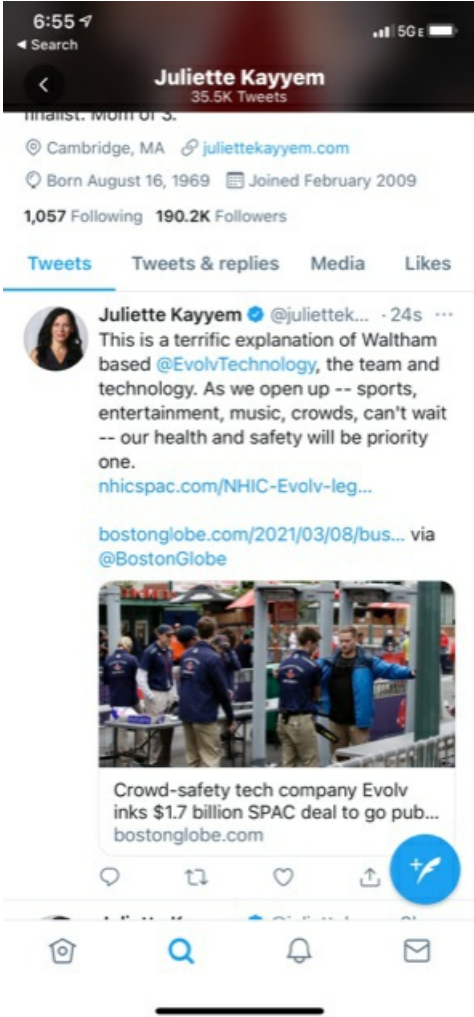 6:55
5G E
◄ Search
Juliette Kayyem
35.5K Tweets
finalist. Mom of 3.
Cambridge, MA juliettekayyem.com
Born August 16, 1969 Joined February 2009
1,057 Following 190.2K Followers
Tweets Tweets & replies Media Likes
Juliette Kayyem @juliettek... · 24s ···
This is a terrific explanation of Waltham
based @EvolvTechnology, the team and
technology. As we open up -- sports,
entertainment, music, crowds, can't wait
-- our health and safety will be priority
one.
nhicspac.com/NHIC-Evolv-leg...
bostonglobe.com/2021/03/08/bus... via
@BostonGlobe
Crowd-safety tech company Evolv
inks $1.7 billion SPAC deal to go pub...
bostonglobe.com